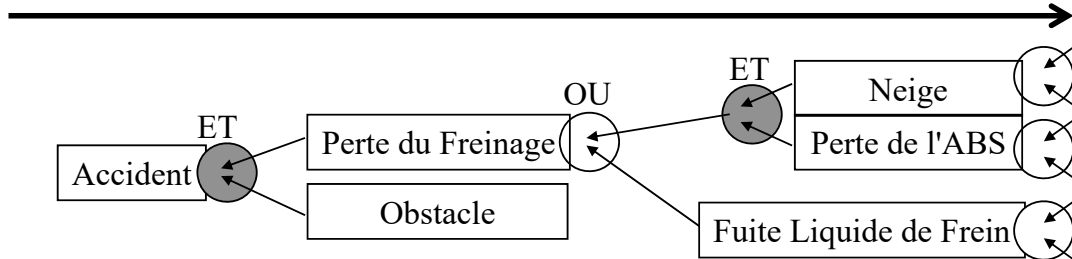 ET
Neige
OU
ET
Perte du Freinage
Perte de l'ABS
Accident
Obstacle
Fuite Liquide de Frein